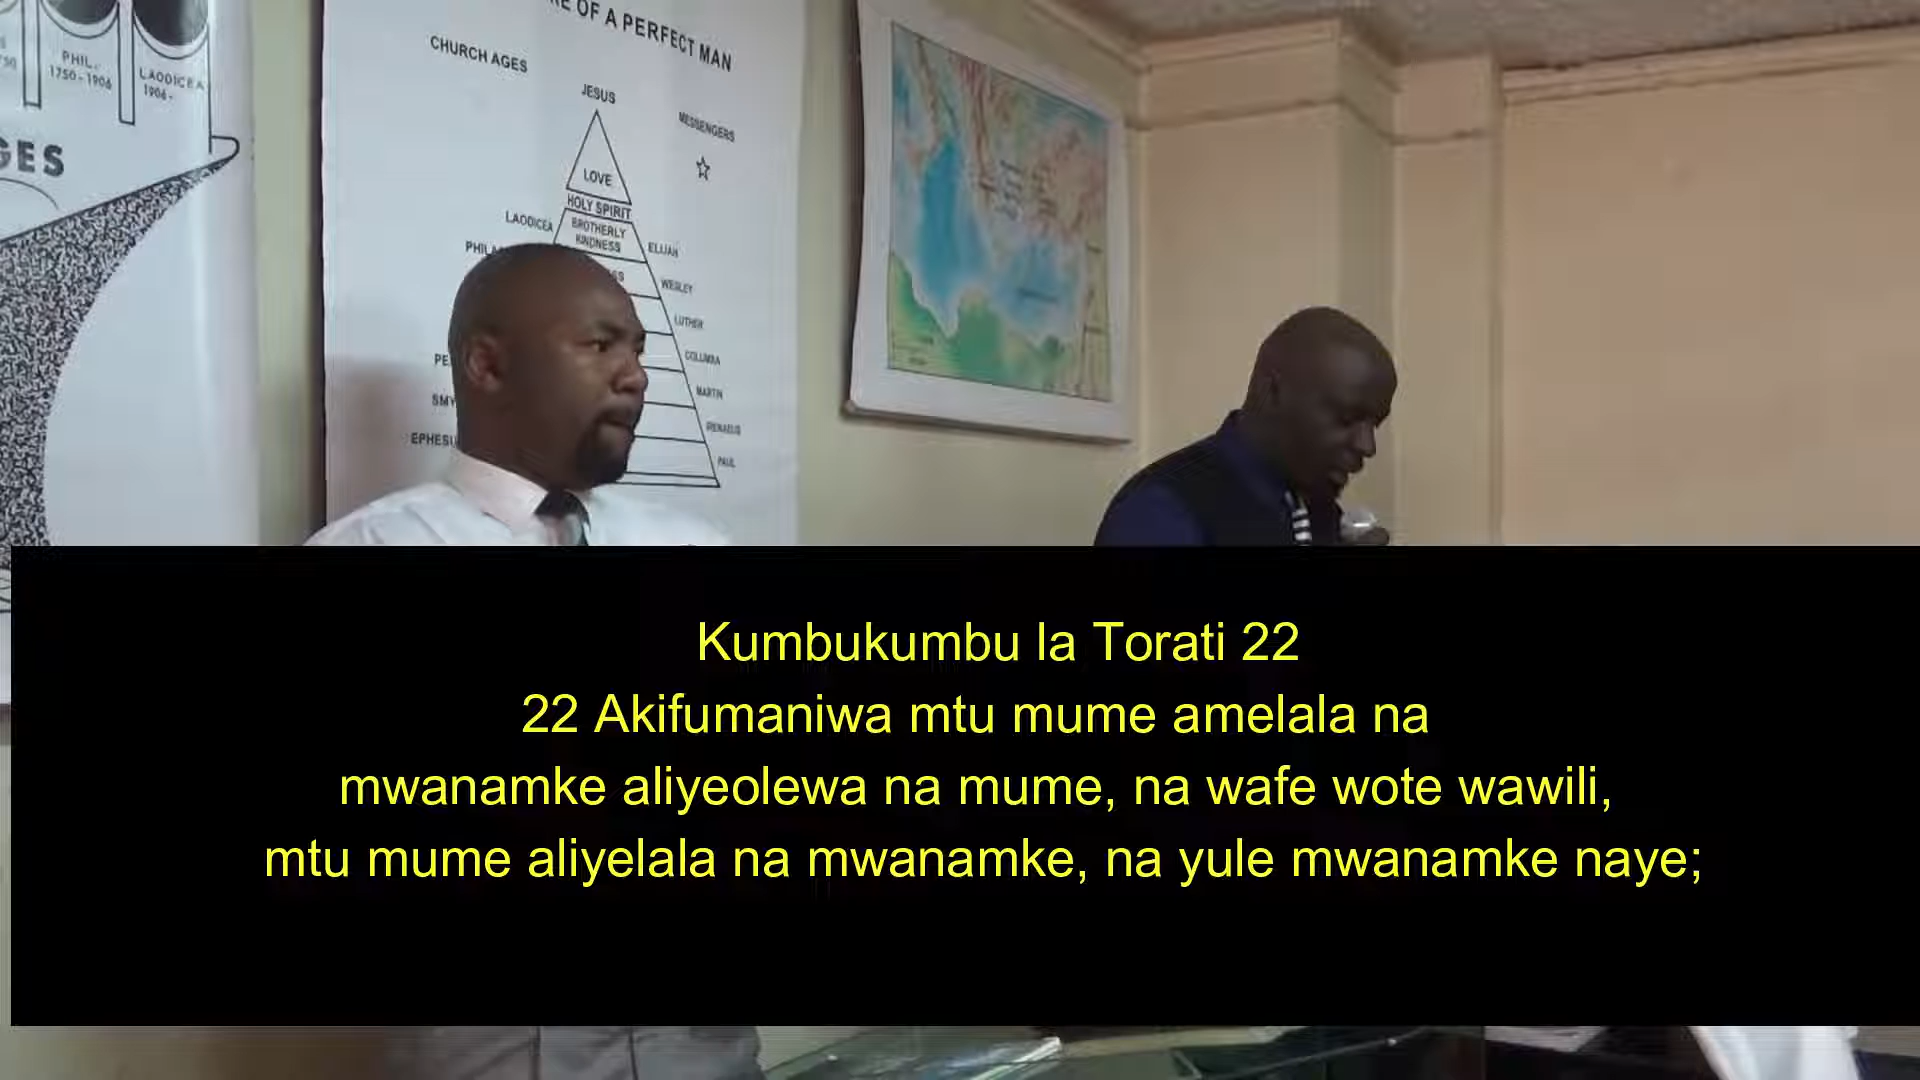 PHIL.
1750-1906
LAODICEA
1906-
GES
OF A PERFECT MAN
CHURCH AGES
JESUS
MESSENGERS
LOVE
HOLY SPIRIT
LAODICEA
BROTHERLY
KINDNESS
ELIJAH
WESLEY
LUTHER
COLUMBA
MARTIN
IRENAEUS
PAUL
Kumbukumbu la Torati 22
22 Akifumaniwa mtu mume amelala na
mwanamke aliyeolewa na mume, na wafe wote wawili,
mtu mume aliyelala na mwanamke, na yule mwanamke naye;